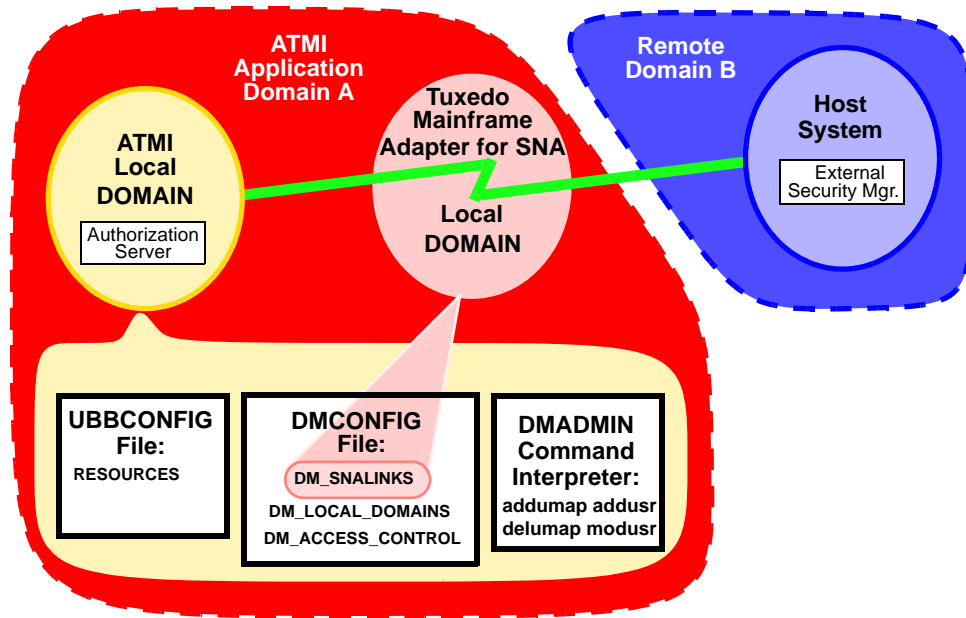 ATMI
Application
Domain A
Remote
Domain B
Tuxedo
Mainframe
Adapter for SNA
Local
DOMAIN
ATMI
Local
DOMAIN
Authorization
Server
Host
System
External
Security Mgr.
UBBCONFIG
File:
RESOURCES
DMCONFIG
File:
DM_SNALINKS
DM_LOCAL_DOMAINS
DM_ACCESS_CONTROL
DMADMIN
Command
Interpreter:
addumap addusr
delumap modusr